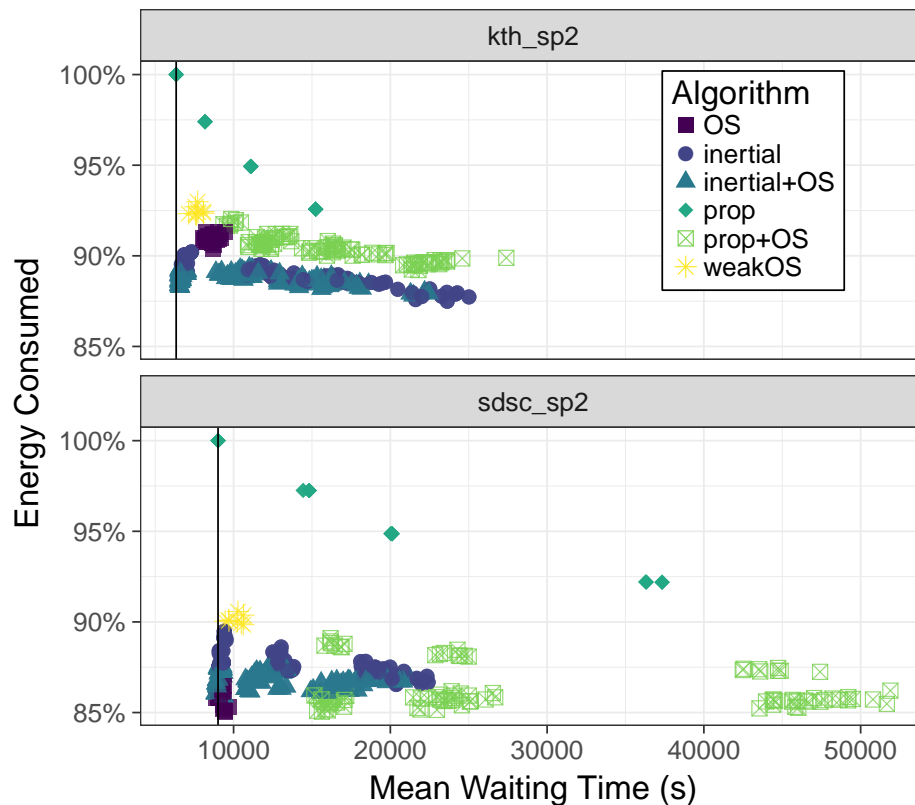 kth_sp2
100%
95%
90%
85%
Algorithm
OS
inertial
inertial+OS
prop
prop+OS
weakOS
sdsc_sp2
100%
95%
90%
85%
Energy Consumed
10000 20000 30000 40000 50000
Mean Waiting Time (s)